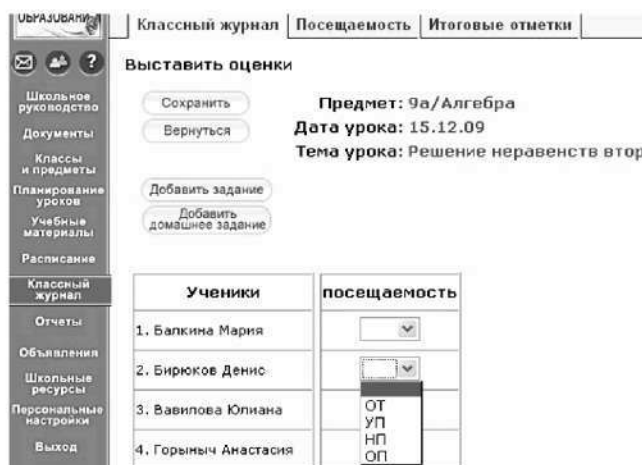 ОБРАЗОВАНИЯ
Классный журнал
Посещаемость
Итоговые отметки
?
Выставить оценки
Школьное
руководство
Документы
Классы
и предметы
Планирование
уроков
Учебные
материалы
Расписание
Классный
журнал
Отчеты
Объявления
Школьные
ресурсы
Персональные
настройки
Выход
Сохранить
Вернуться
Предмет: 9а/Алгебра
Дата урока: 15.12.09
Тема урока: Решение неравенств втор
Добавить задание
Добавить
домашнее задание
Ученики
посещаемость
1. Балкина Мария
2. Бирюков Денис
3. Вавилова Юлиана
4. Горыныч Анастасия
ОТ
УП
НП
ОП